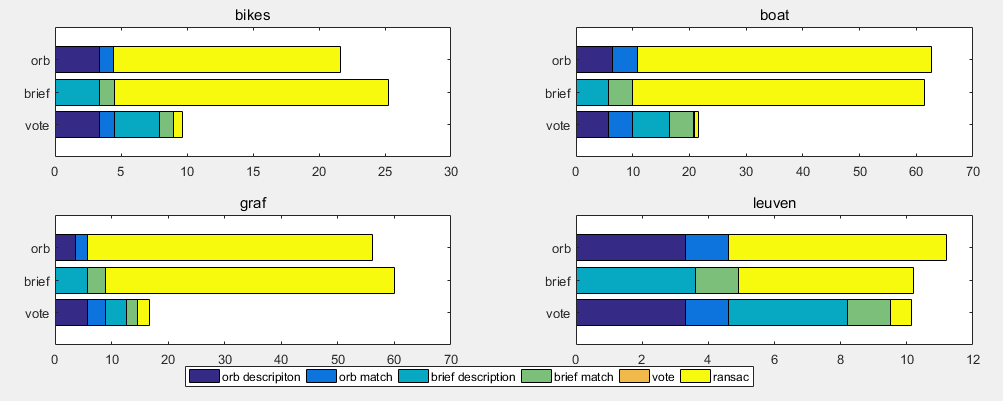 bikes
orb
brief
vote
0 5 10 15 20 25 30
boat
orb
brief
vote
0 10 20 30 40 50 60 70
graf
orb
brief
vote
0 10 20 30 40 50 60 70
leuven
orb
brief
vote
0 2 4 6 8 10 12
orb descripiton orb match brief description brief match vote ransac